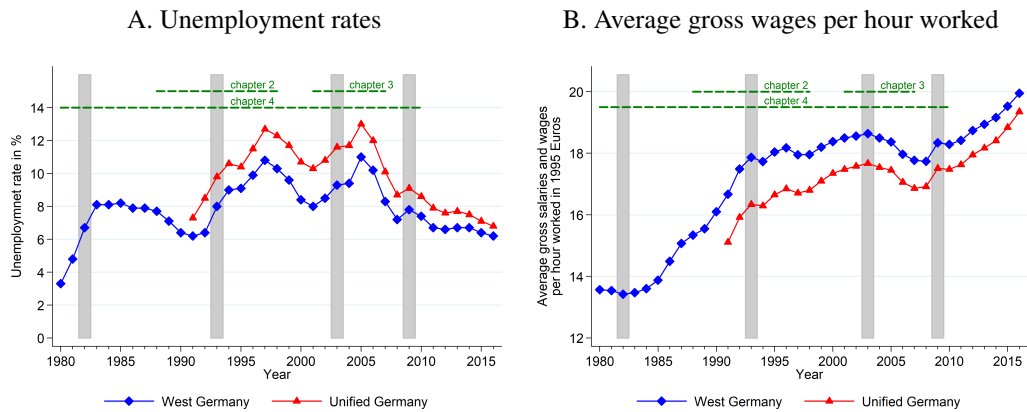 A. Unemployment rates
chapter 2
chapter 3
chapter 4
Unemploymnet rate in %
14
12
10
8
6
4
2
0
1980 1985 1990 1995 2000 2005 2010 2015
Year
West Germany Unified Germany
B. Average gross wages per hour worked
chapter 2
chapter 3
chapter 4
Average gross salaries and wages
per hour worked in 1995 Euros
20
18
16
14
12
1980 1985 1990 1995 2000 2005 2010 2015
Year
West Germany Unified Germany